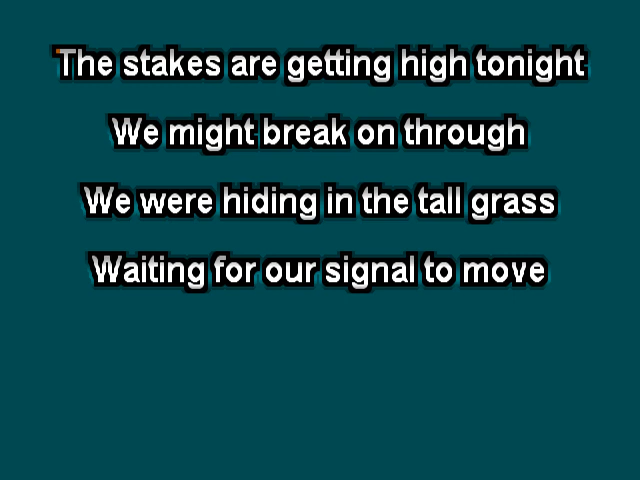 The stakes are getting high tonight
We might break on through
We were hiding in the tall grass
Waiting for our signal to move